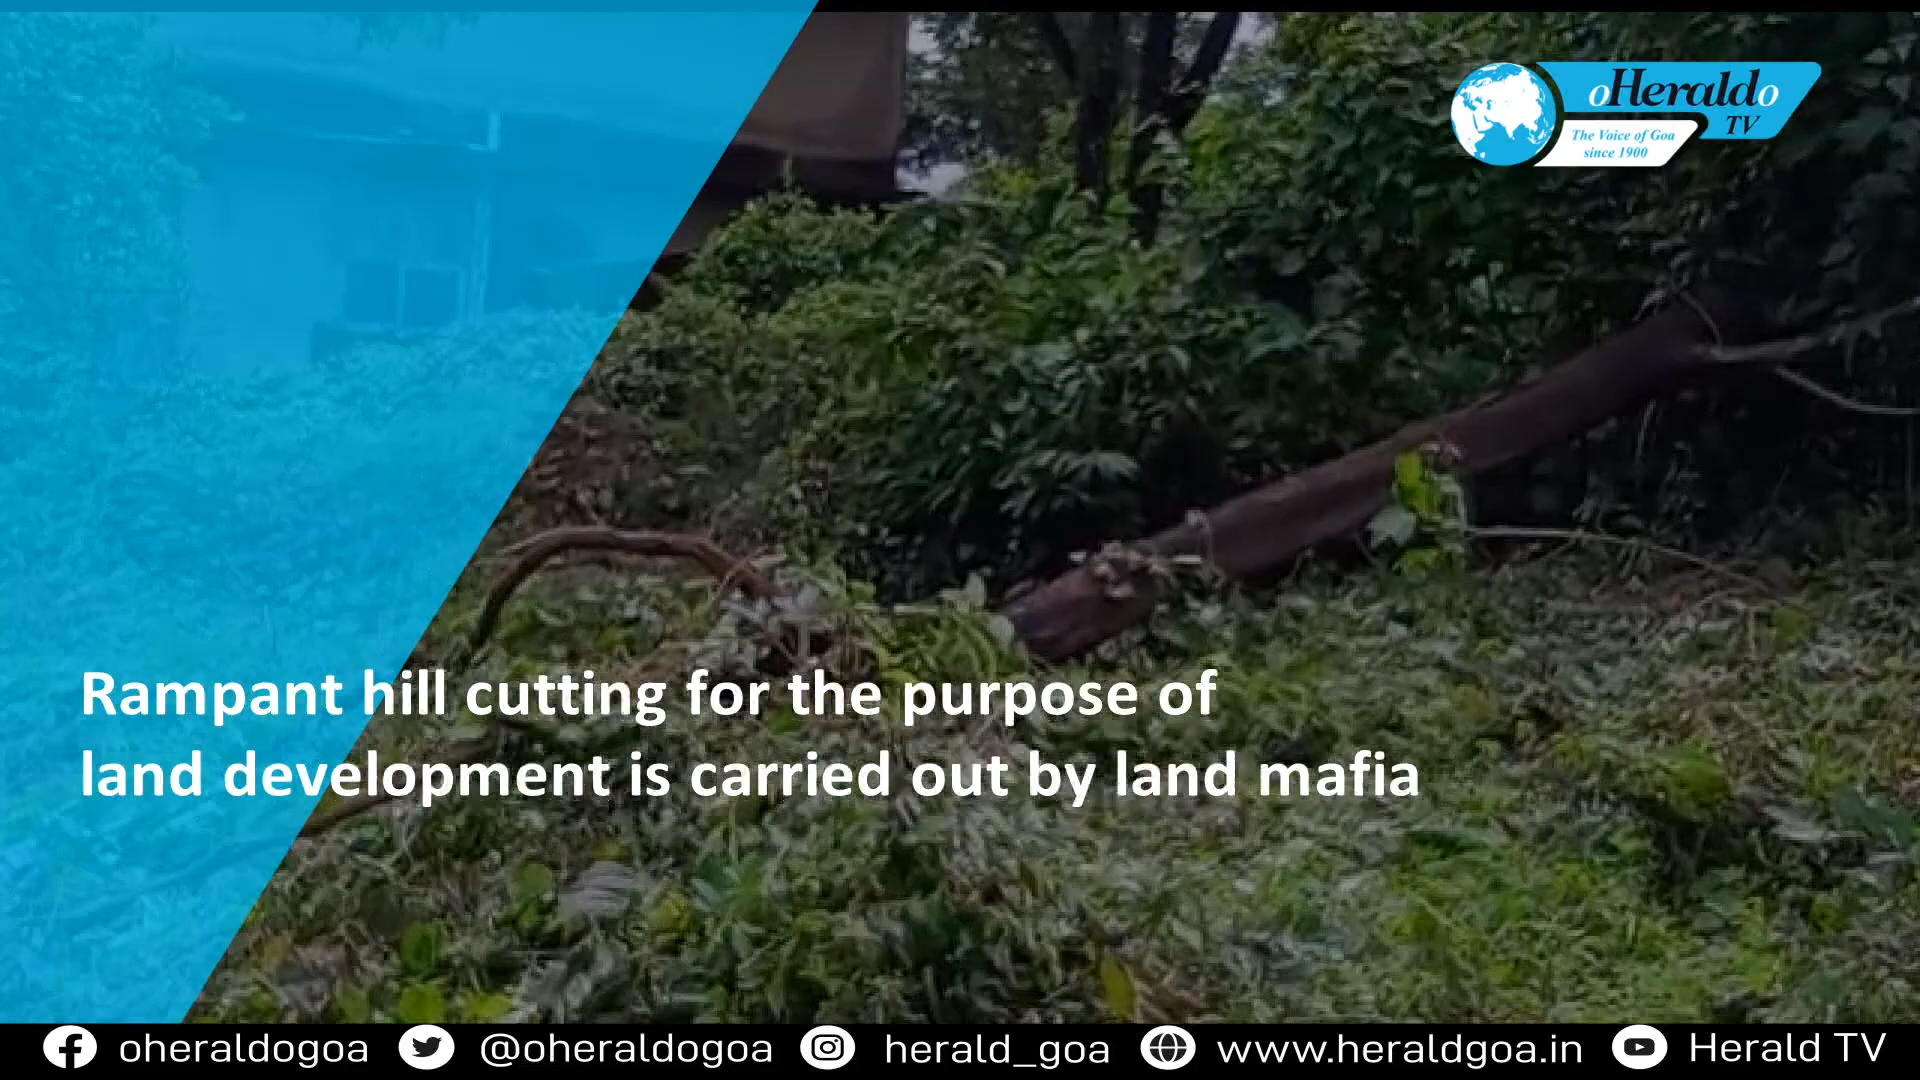 oHeraldo
TV
The Voice of Goa
since 1900
Rampant hill cutting for the purpose of
land development is carried out by land mafia
oheraldogoa @oheraldogoa herald_goa www.heraldgoa.in Herald TV